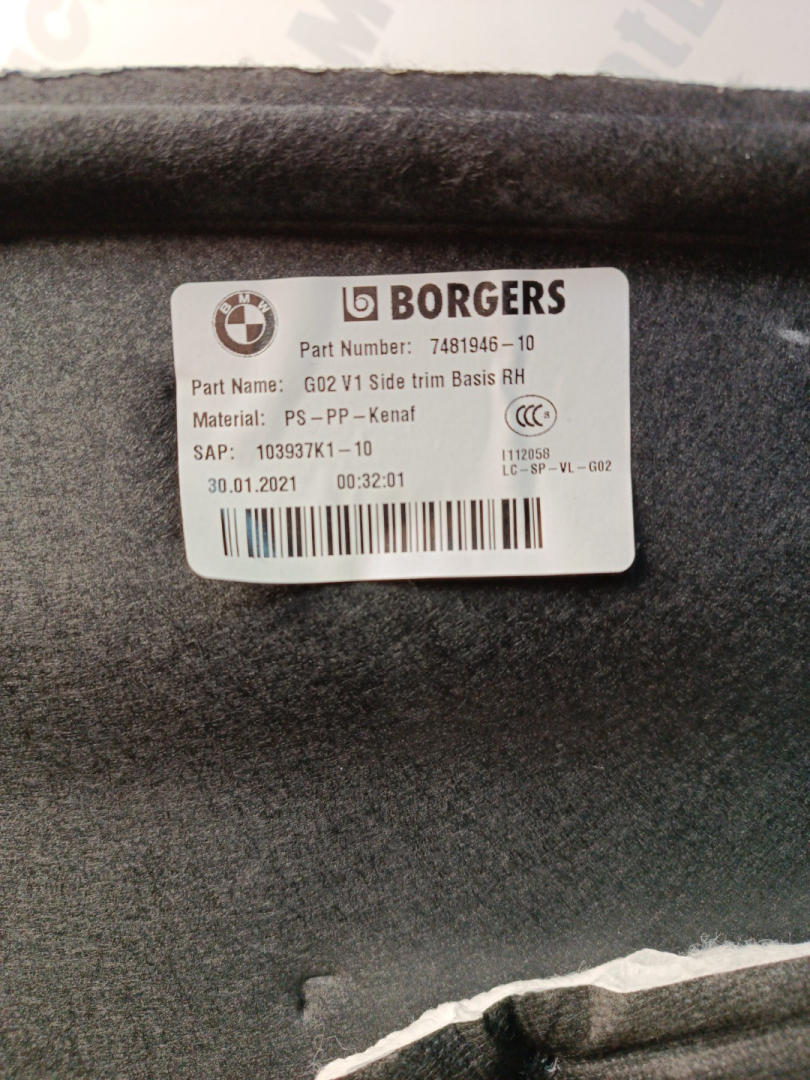 BMW
BORGERS
Part Number: 7481946-10
Part Name: G02 V1 Side trim Basis RH
Material: PS-PP-Kenaf
CCC S
SAP: 103937K1-10
I112058
LC-SP-VL-G02
30.01.2021 00:32:01